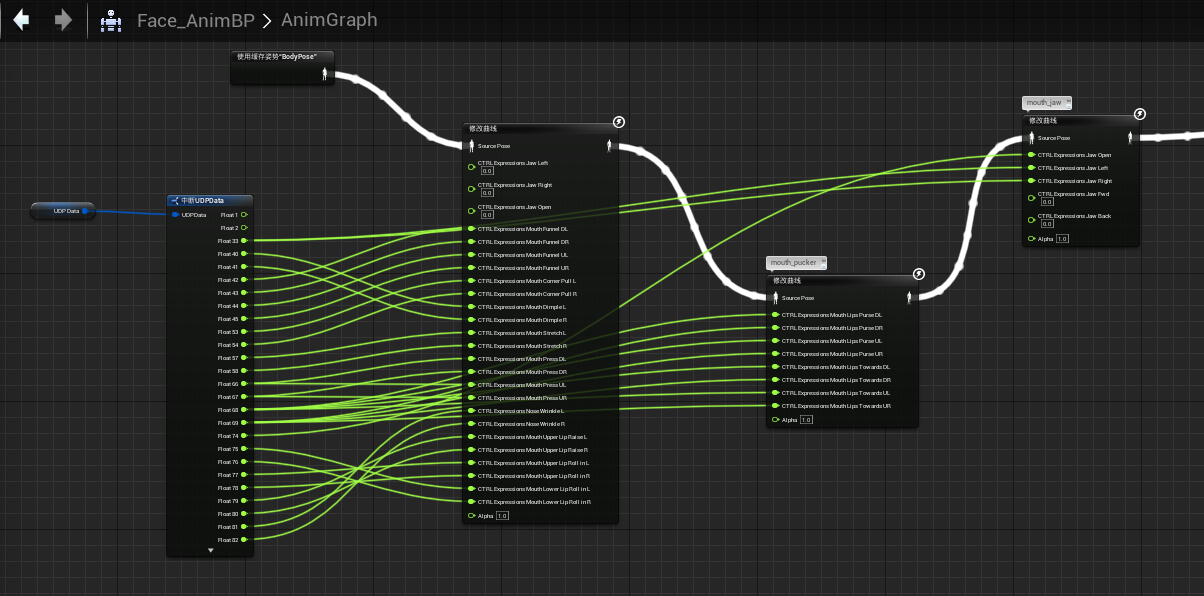 Face_AnimBP > AnimGraph
使用缓存姿势"BodyPose"
UDP Data
中断UDPData
UDPData
Float 1
Float 2
Float 33
Float 40
Float 41
Float 42
Float 43
Float 44
Float 45
Float 53
Float 54
Float 57
Float 58
Float 66
Float 67
Float 68
Float 69
Float 74
Float 75
Float 76
Float 77
Float 78
Float 79
Float 80
Float 81
Float 82
修改曲线
Source Pose
CTRL Expressions Jaw Left
0.0
CTRL Expressions Jaw Right
0.0
CTRL Expressions Jaw Open
0.0
CTRL Expressions Mouth Funnel DL
CTRL Expressions Mouth Funnel DR
CTRL Expressions Mouth Funnel UL
CTRL Expressions Mouth Funnel UR
CTRL Expressions Mouth Corner Pull L
CTRL Expressions Mouth Corner Pull R
CTRL Expressions Mouth Dimple L
CTRL Expressions Mouth Dimple R
CTRL Expressions Mouth Stretch L
CTRL Expressions Mouth Stretch R
CTRL Expressions Mouth Press DL
CTRL Expressions Mouth Press DR
CTRL Expressions Mouth Press UL
CTRL Expressions Mouth Press UR
CTRL Expressions Nose Wrinkle L
CTRL Expressions Nose Wrinkle R
CTRL Expressions Mouth Upper Lip Raise L
CTRL Expressions Mouth Upper Lip Raise R
CTRL Expressions Mouth Upper Lip Roll in L
CTRL Expressions Mouth Upper Lip Roll in R
CTRL Expressions Mouth Lower Lip Roll in L
CTRL Expressions Mouth Lower Lip Roll in R
Alpha 1.0
mouth_pucker
修改曲线
Source Pose
CTRL Expressions Mouth Lips Purse DL
CTRL Expressions Mouth Lips Purse DR
CTRL Expressions Mouth Lips Purse UL
CTRL Expressions Mouth Lips Purse UR
CTRL Expressions Mouth Lips Towards DL
CTRL Expressions Mouth Lips Towards DR
CTRL Expressions Mouth Lips Towards UL
CTRL Expressions Mouth Lips Towards UR
Alpha 1.0
mouth_jaw
修改曲线
Source Pose
CTRL Expressions Jaw Open
CTRL Expressions Jaw Left
CTRL Expressions Jaw Right
CTRL Expressions Jaw Fwd
0.0
CTRL Expressions Jaw Back
0.0
Alpha 1.0